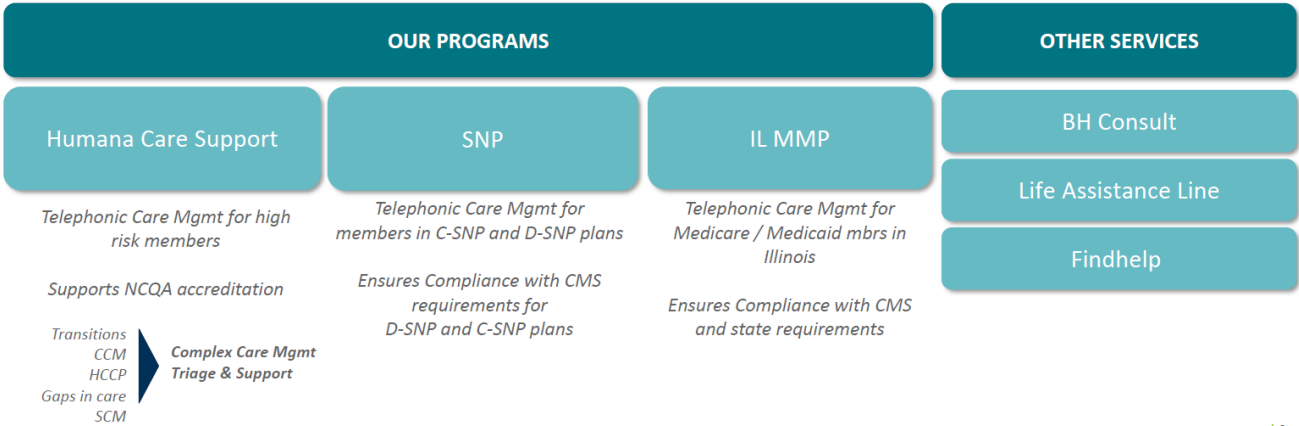 OUR PROGRAMS
OTHER SERVICES
Humana Care Support
SNP
IL MMP
BH Consult
Life Assistance Line
Findhelp
Telephonic Care Mgmt for high
risk members
Supports NCQA accreditation
Transitions
CCM
HCCP
Gaps in care
SCM
Complex Care Mgmt
Triage & Support
Telephonic Care Mgmt for
members in C-SNP and D-SNP plans
Ensures Compliance with CMS
requirements for
D-SNP and C-SNP plans
Telephonic Care Mgmt for
Medicare / Medicaid mbrs in
Illinois
Ensures Compliance with CMS
and state requirements